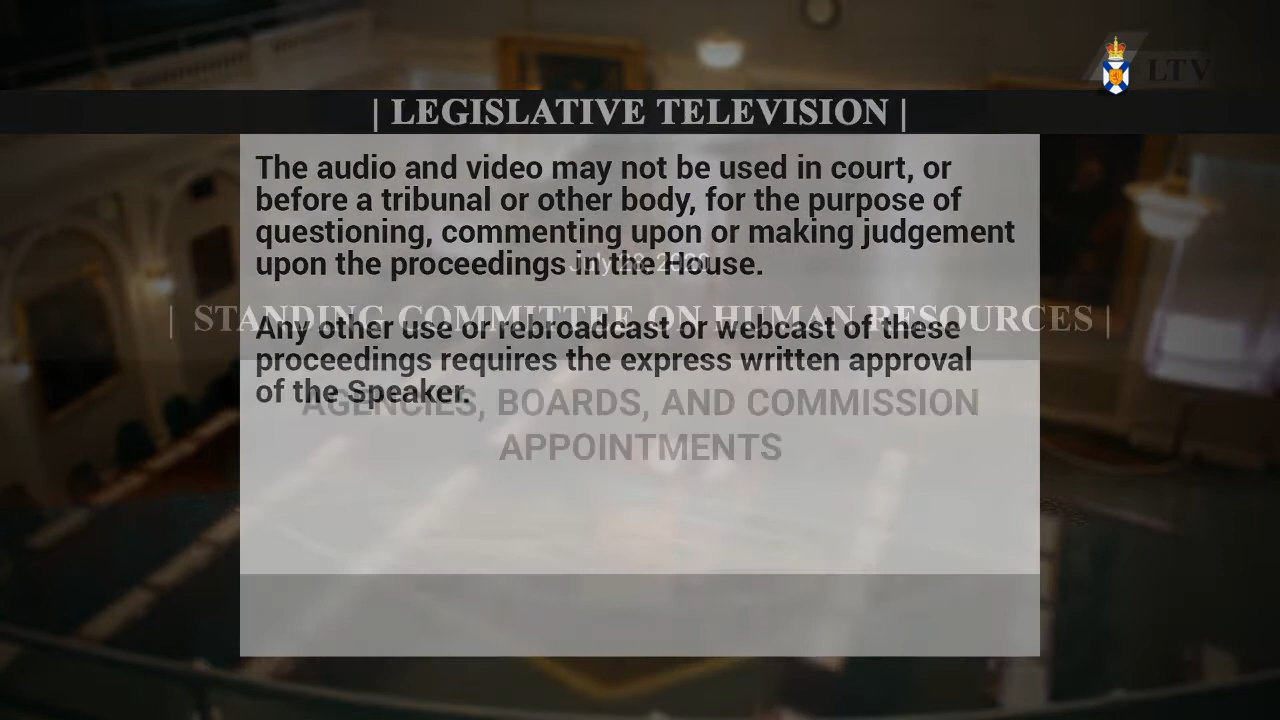 LTV
| LEGISLATIVE TELEVISION |
The audio and video may not be used in court, or
before a tribunal or other body, for the purpose of
questioning, commenting upon or making judgement
upon the proceedings in the House.
July 28, 2020
| STANDING COMMITTEE ON HUMAN RESOURCES |
Any other use or rebroadcast or webcast of these
proceedings requires the express written approval
of the Speaker.
AGENCIES, BOARDS, AND COMMISSION
APPOINTMENTS